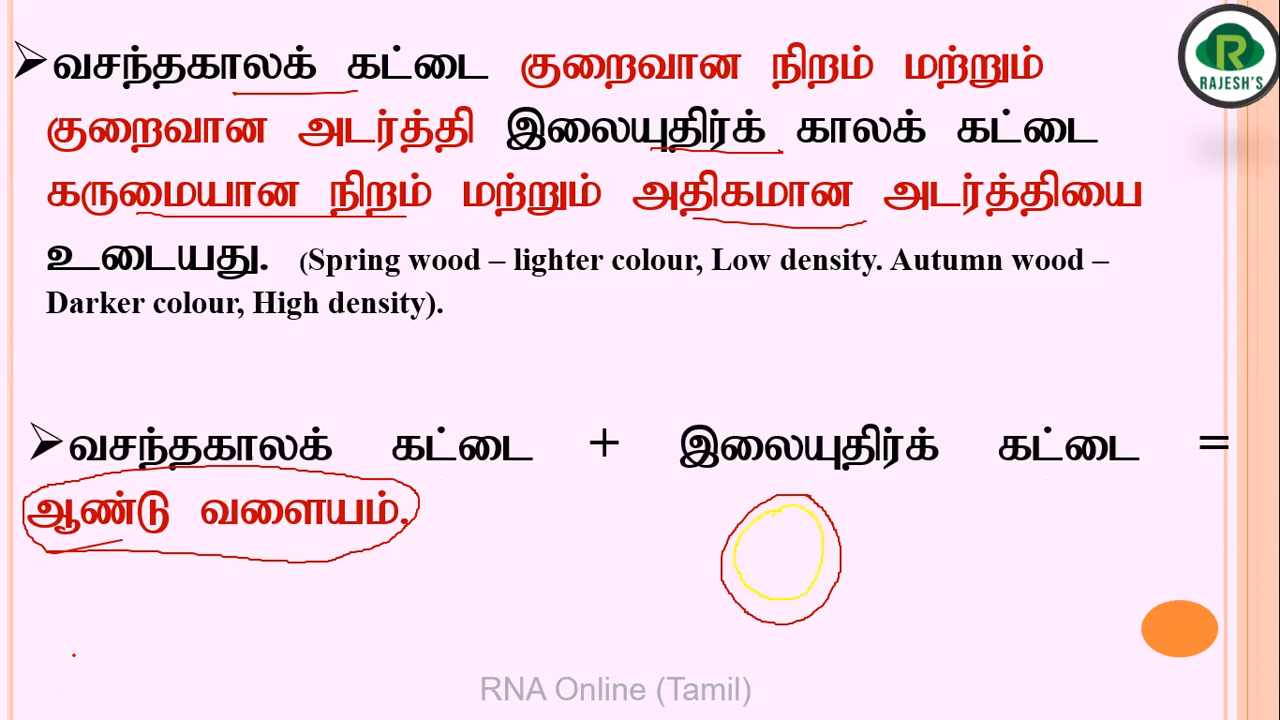 R
RAJESH'S
➢வசந்தகாலக் கட்டை குறைவான நிறம் மற்றும்
குறைவான அடர்த்தி இலையுதிர்க் காலக் கட்டை
கருமையான நிறம் மற்றும் அதிகமான அடர்த்தியை
உடையது. (Spring wood – lighter colour, Low density. Autumn wood –
Darker colour, High density).
➢வசந்தகாலக் கட்டை + இலையுதிர்க் கட்டை =
ஆண்டு வளையம்.
RNA Online (Tamil)